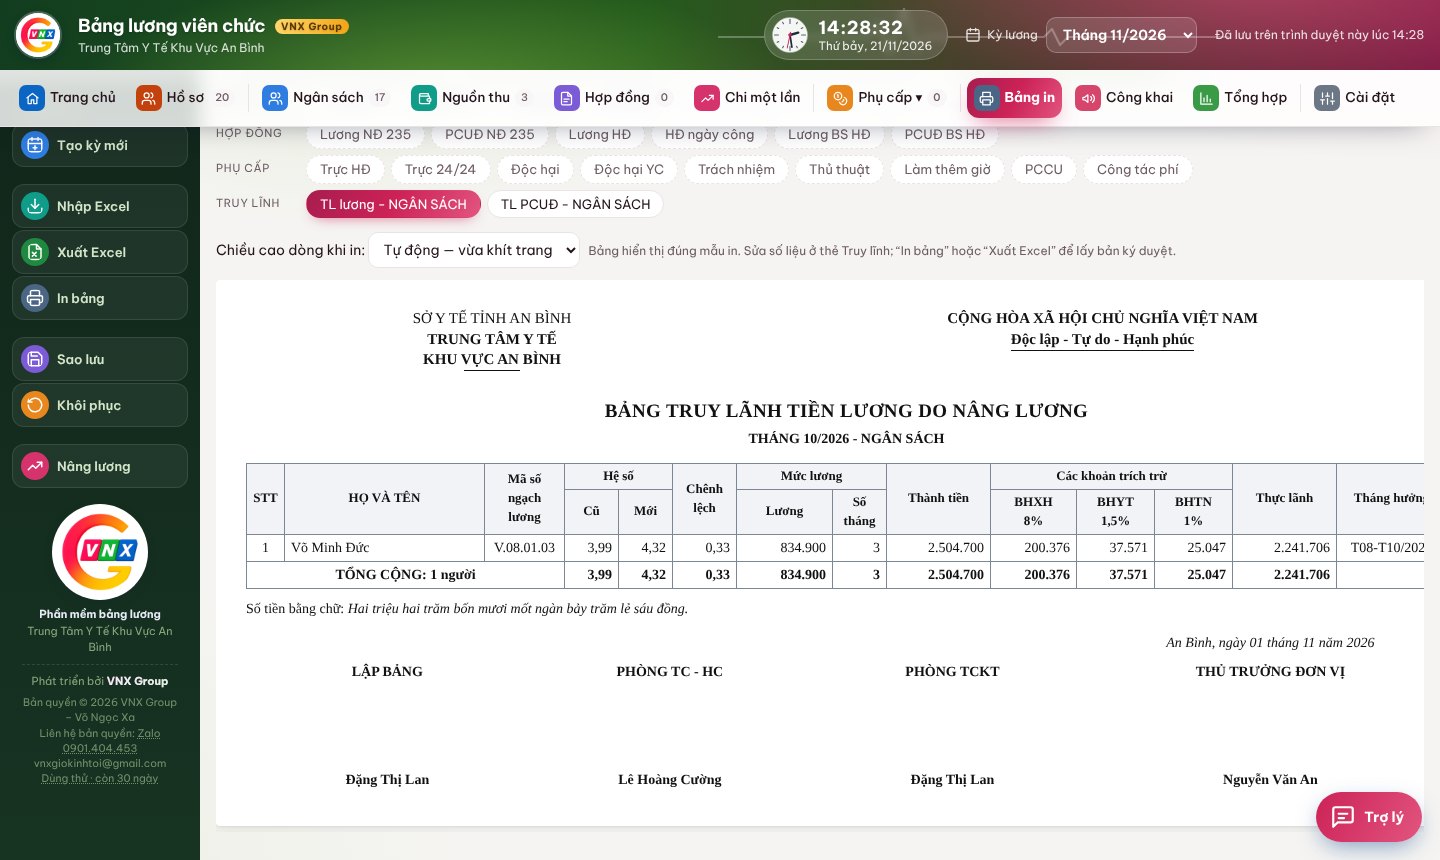 Bảng lương viên chức VNX Group
Trung Tâm Y Tế Khu Vực An Bình
14:28:32
Thứ bảy, 21/11/2026
Kỳ lương
Tháng 11/2026
Đã lưu trên trình duyệt này lúc 14:28
Trang chủ
Hồ sơ 20
Ngân sách 17
Nguồn thu 3
Hợp đồng 0
Chi một lần
Phụ cấp ▾ 0
Bảng in
Công khai
Tổng hợp
Cài đặt
Tạo kỳ mới
Nhập Excel
Xuất Excel
In bảng
Sao lưu
Khôi phục
Nâng lương
VNX
Phần mềm bảng lương
Trung Tâm Y Tế Khu Vực An
Bình
Phát triển bởi VNX Group
Bản quyền © 2026 VNX Group
– Võ Ngọc Xa
Liên hệ bản quyền: Zalo
0901.404.453
vnxgiokinhtoi@gmail.com
Dùng thử · còn 30 ngày
HỢP ĐỒNG
Lương NĐ 235
PCUĐ NĐ 235
Lương HĐ
HĐ ngày công
Lương BS HĐ
PCUĐ BS HĐ
PHỤ CẤP
Trực HĐ
Trực 24/24
Độc hại
Độc hại YC
Trách nhiệm
Thủ thuật
Làm thêm giờ
PCCU
Công tác phí
TRUY LĨNH
TL lương - NGÂN SÁCH
TL PCUĐ - NGÂN SÁCH
Chiều cao dòng khi in: Tự động — vừa khít trang
Bảng hiển thị đúng mẫu in. Sửa số liệu ở thẻ Truy lĩnh; “In bảng” hoặc “Xuất Excel” để lấy bản ký duyệt.
SỞ Y TẾ TỈNH AN BÌNH
TRUNG TÂM Y TẾ
KHU VỰC AN BÌNH
CỘNG HÒA XÃ HỘI CHỦ NGHĨA VIỆT NAM
Độc lập - Tự do - Hạnh phúc
BẢNG TRUY LÃNH TIỀN LƯƠNG DO NÂNG LƯƠNG
THÁNG 10/2026 - NGÂN SÁCH
STT
HỌ VÀ TÊN
Mã số
ngạch
lương
Hệ số
Cũ
Mới
Chênh
lệch
Mức lương
Lương
Số
tháng
Thành tiền
Các khoản trích trừ
BHXH
8%
BHYT
1,5%
BHTN
1%
Thực lãnh
Tháng hưởng
1 Võ Minh Đức V.08.01.03 3,99 4,32 0,33 834.900 3 2.504.700 200.376 37.571 25.047 2.241.706 T08-T10/202
TỔNG CỘNG: 1 người 3,99 4,32 0,33 834.900 3 2.504.700 200.376 37.571 25.047 2.241.706
Số tiền bằng chữ: Hai triệu hai trăm bốn mươi mốt ngàn bảy trăm lẻ sáu đồng.
An Bình, ngày 01 tháng 11 năm 2026
LẬP BẢNG
PHÒNG TC - HC
PHÒNG TCKT
THỦ TRƯỞNG ĐƠN VỊ
Đặng Thị Lan
Lê Hoàng Cường
Đặng Thị Lan
Nguyễn Văn An
Trợ lý